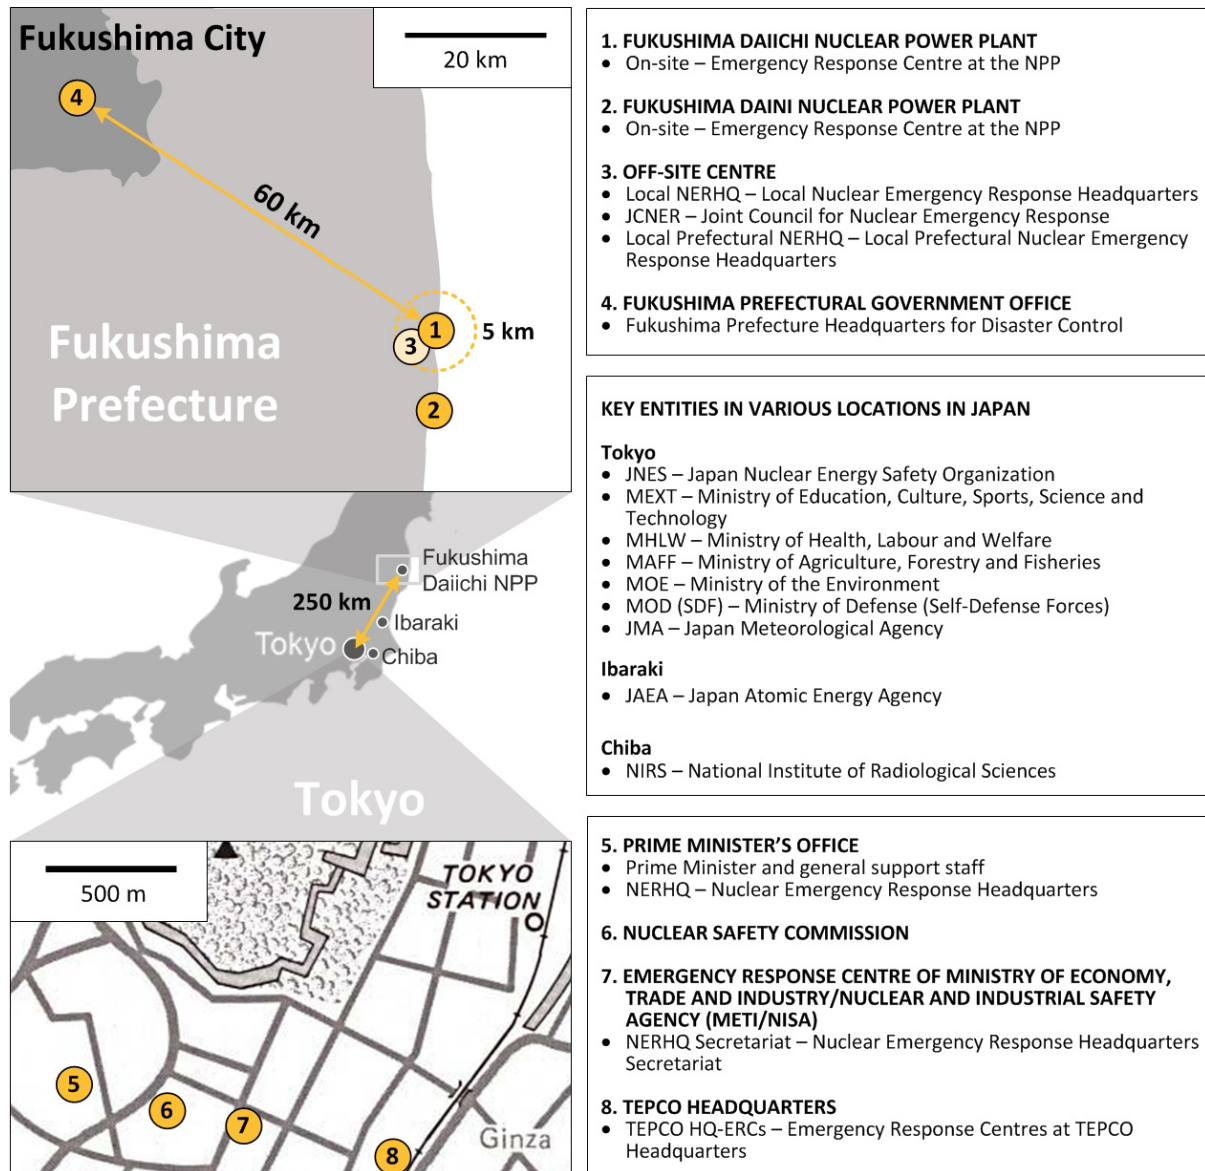 Fukushima City
20 km
4
60 km
1
3
5 km
2
Fukushima
Prefecture
Fukushima
Daiichi NPP
250 km
Ibaraki
Tokyo
Chiba
Tokyo
500 m
TOKYO
STATION
5
6
7
8
Ginza
1. FUKUSHIMA DAIICHI NUCLEAR POWER PLANT
• On-site – Emergency Response Centre at the NPP
2. FUKUSHIMA DAINI NUCLEAR POWER PLANT
• On-site – Emergency Response Centre at the NPP
3. OFF-SITE CENTRE
• Local NERHQ – Local Nuclear Emergency Response Headquarters
• JCNER – Joint Council for Nuclear Emergency Response
• Local Prefectural NERHQ – Local Prefectural Nuclear Emergency
Response Headquarters
4. FUKUSHIMA PREFECTURAL GOVERNMENT OFFICE
• Fukushima Prefecture Headquarters for Disaster Control
KEY ENTITIES IN VARIOUS LOCATIONS IN JAPAN
Tokyo
• JNES – Japan Nuclear Energy Safety Organization
• MEXT – Ministry of Education, Culture, Sports, Science and
Technology
• MHLW – Ministry of Health, Labour and Welfare
• MAFF – Ministry of Agriculture, Forestry and Fisheries
• MOE – Ministry of the Environment
• MOD (SDF) – Ministry of Defense (Self-Defense Forces)
• JMA – Japan Meteorological Agency
Ibaraki
• JAEA – Japan Atomic Energy Agency
Chiba
• NIRS – National Institute of Radiological Sciences
5. PRIME MINISTER'S OFFICE
• Prime Minister and general support staff
• NERHQ – Nuclear Emergency Response Headquarters
6. NUCLEAR SAFETY COMMISSION
7. EMERGENCY RESPONSE CENTRE OF MINISTRY OF ECONOMY,
TRADE AND INDUSTRY/NUCLEAR AND INDUSTRIAL SAFETY
AGENCY (METI/NISA)
• NERHQ Secretariat – Nuclear Emergency Response Headquarters
Secretariat
8. TEPCO HEADQUARTERS
• TEPCO HQ-ERCs – Emergency Response Centres at TEPCO
Headquarters